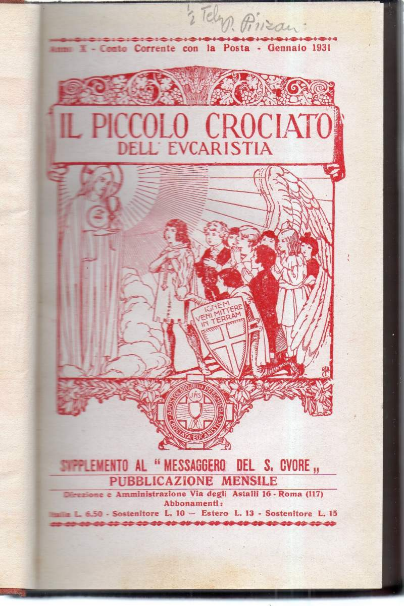 Anno X - Conto Corrente con la Posta - Gennaio 1931
IL PICCOLO CROCIATO
DELL' EVCARISTIA
IGNEM
VENI MITTERE
IN TERRAM
SVPPLEMENTO AL " MESSAGGERO DEL S. CVORE „
PUBBLICAZIONE MENSILE
Direzione e Amministrazione Via degli Astalli 16 - Roma (117)
Abbonamenti:
Italia L. 6.50 - Sostenitore L. 10 — Estero L. 13 - Sostenitore L. 15